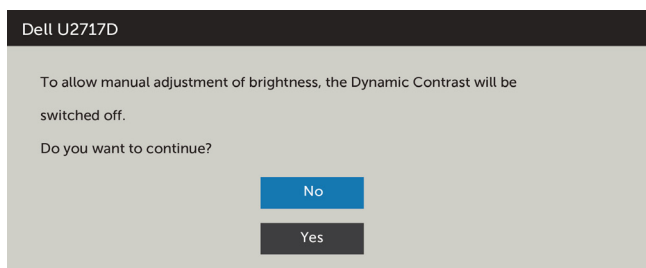 Dell U2717D
To allow manual adjustment of brightness, the Dynamic Contrast will be
switched off.
Do you want to continue?
No
Yes